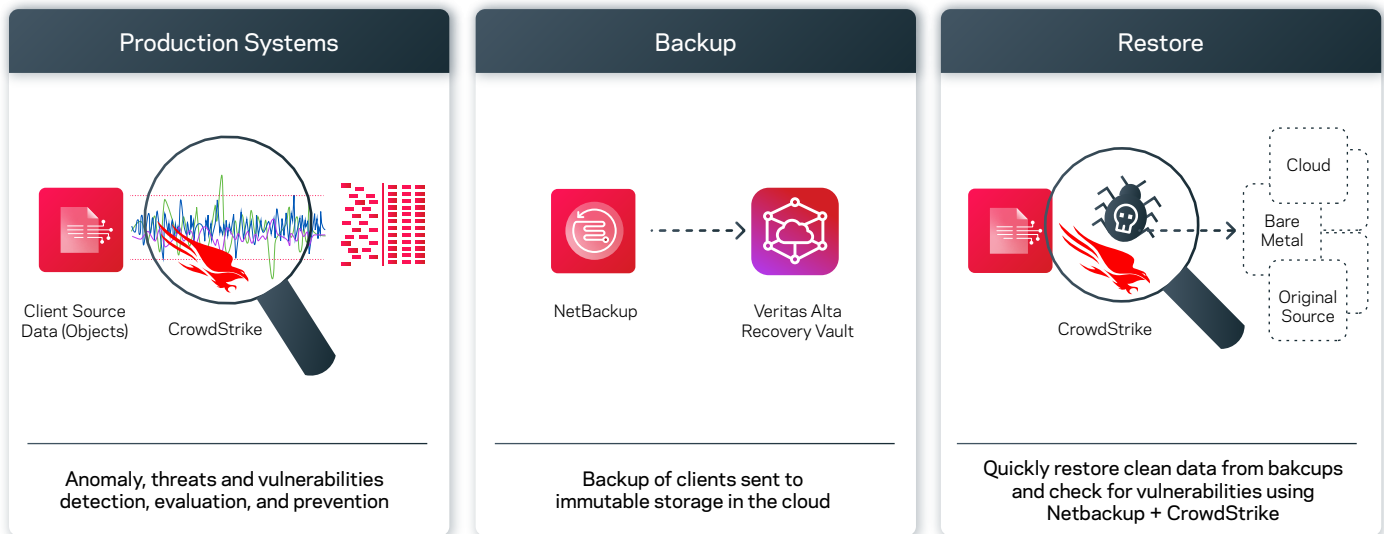 Production Systems
Client Source
Data (Objects)
CrowdStrike
Anomaly, threats and vulnerabilities
detection, evaluation, and prevention
Backup
NetBackup
Veritas Alta
Recovery Vault
Backup of clients sent to
immutable storage in the cloud
Restore
CrowdStrike
Cloud
Bare
Metal
Original
Source
Quickly restore clean data from bakcups
and check for vulnerabilities using
Netbackup + CrowdStrike